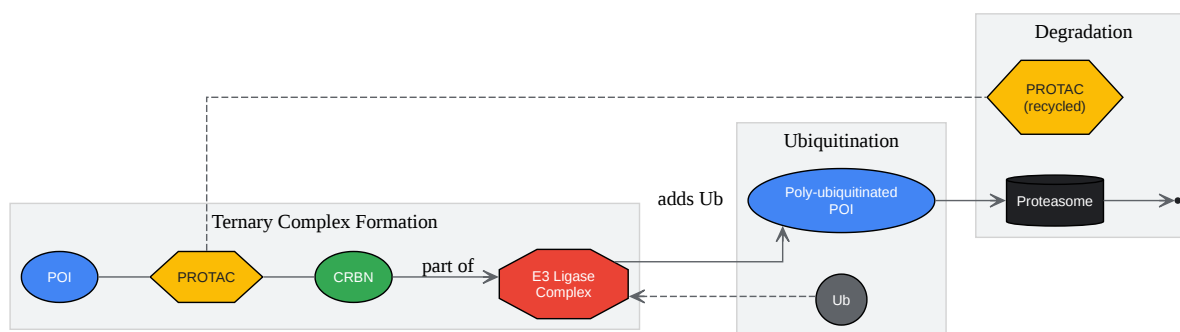 Degradation
PROTAC
(recycled)
Ubiquitination
adds Ub
Poly-ubiquitinated
POI
Proteasome
Ternary Complex Formation
POI
PROTAC
CRBN
part of
E3 Ligase
Complex
Ub